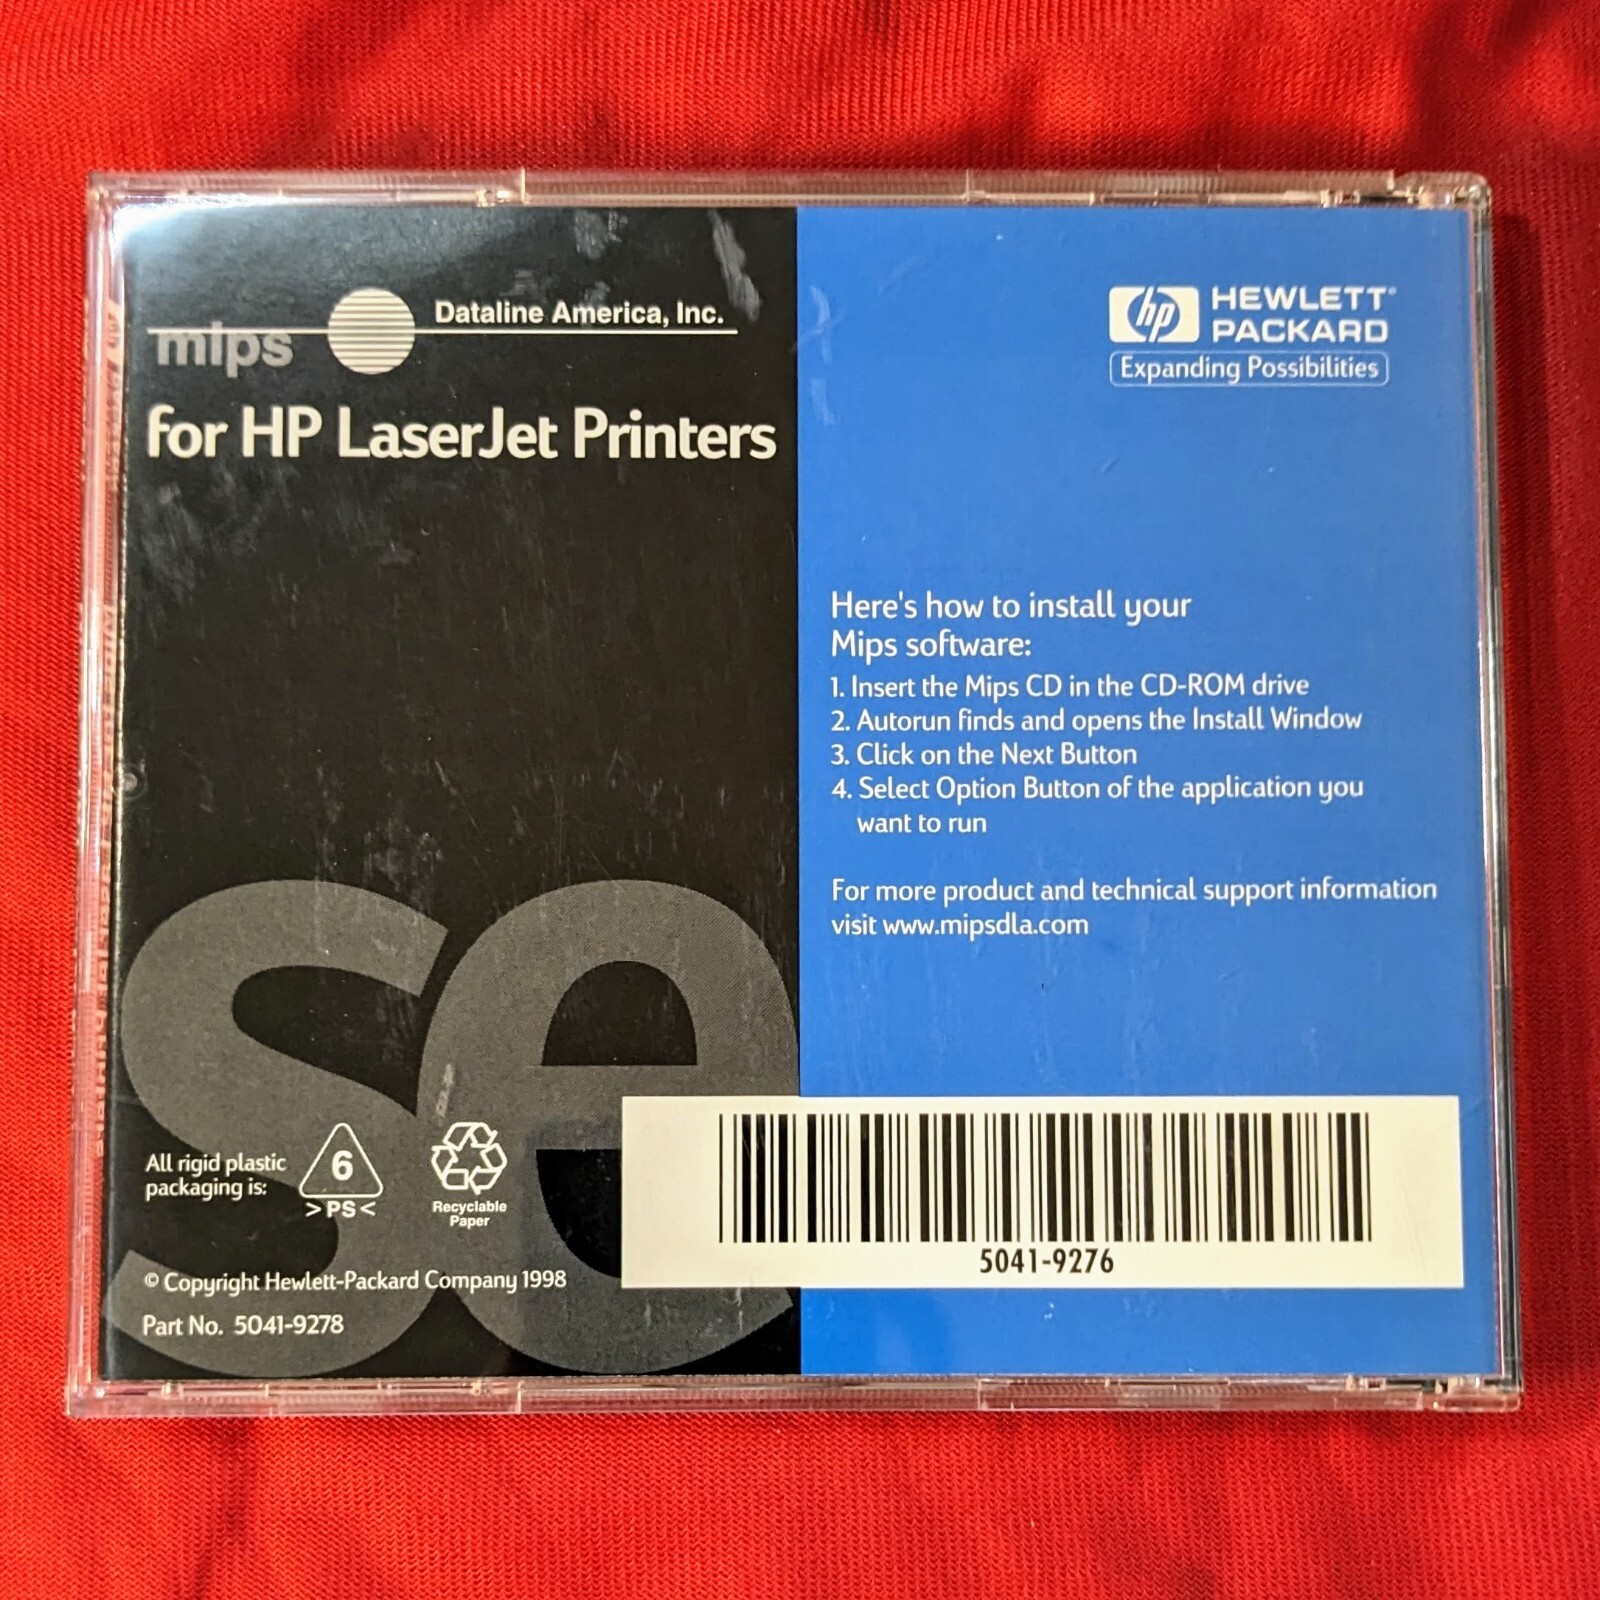 mips
Dataline America, Inc.
for HP LaserJet Printers
hp HEWLETT®
PACKARD
Expanding Possibilities
Here's how to install your
Mips software:
1. Insert the Mips CD in the CD-ROM drive
2. Autorun finds and opens the Install Window
3. Click on the Next Button
4. Select Option Button of the application you
want to run
For more product and technical support information
visit www.mipsdla.com
se
All rigid plastic
packaging is:
6
>PS<
Recyclable
Paper
5041-9276
© Copyright Hewlett-Packard Company 1998
Part No. 5041-9278